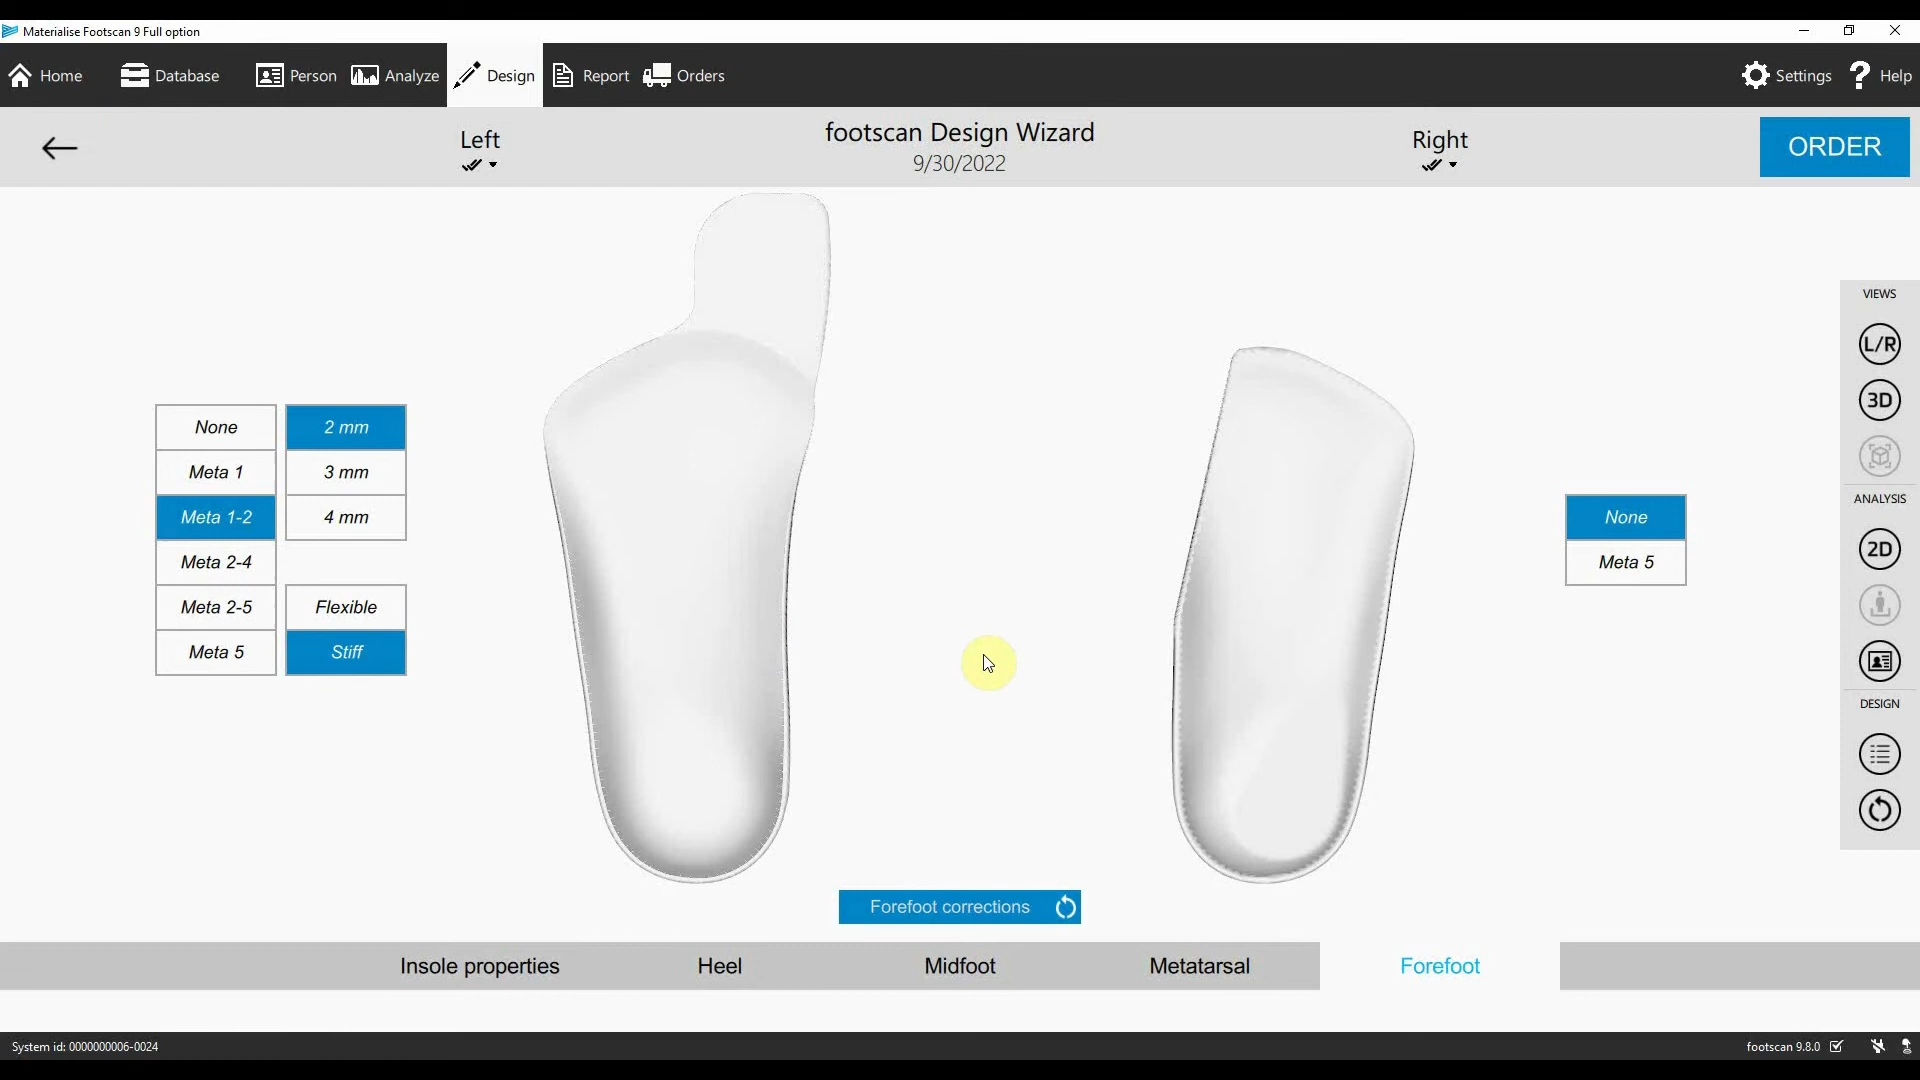 Materialise Footscan 9 Full option
Home
Database
Person
Analyze
Design
Report
Orders
Settings
Help
Left
footscan Design Wizard
9/30/2022
Right
ORDER
None
Meta 1
Meta 1-2
Meta 2-4
Meta 2-5
Meta 5
2 mm
3 mm
4 mm
Flexible
Stiff
None
Meta 5
VIEWS
L/R
3D
ANALYSIS
2D
DESIGN
Forefoot corrections
Insole properties
Heel
Midfoot
Metatarsal
Forefoot
System id: 0000000006-0024
footscan 9.8.0